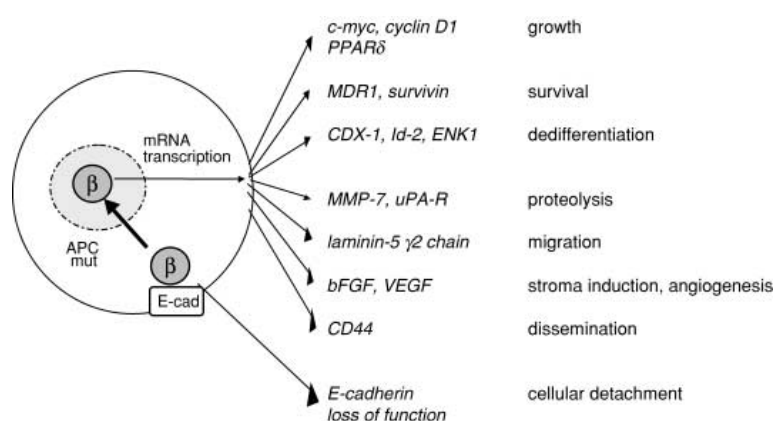 c-myc, cyclin D1 growth
PPARδ
MDR1, survivin survival
mRNA
transcription
CDX-1, Id-2, ENK1 dedifferentiation
β
MMP-7, uPA-R proteolysis
APC
mut
laminin-5 γ2 chain migration
β
bFGF, VEGF stroma induction, angiogenesis
E-cad
CD44 dissemination
E-cadherin cellular detachment
loss of function